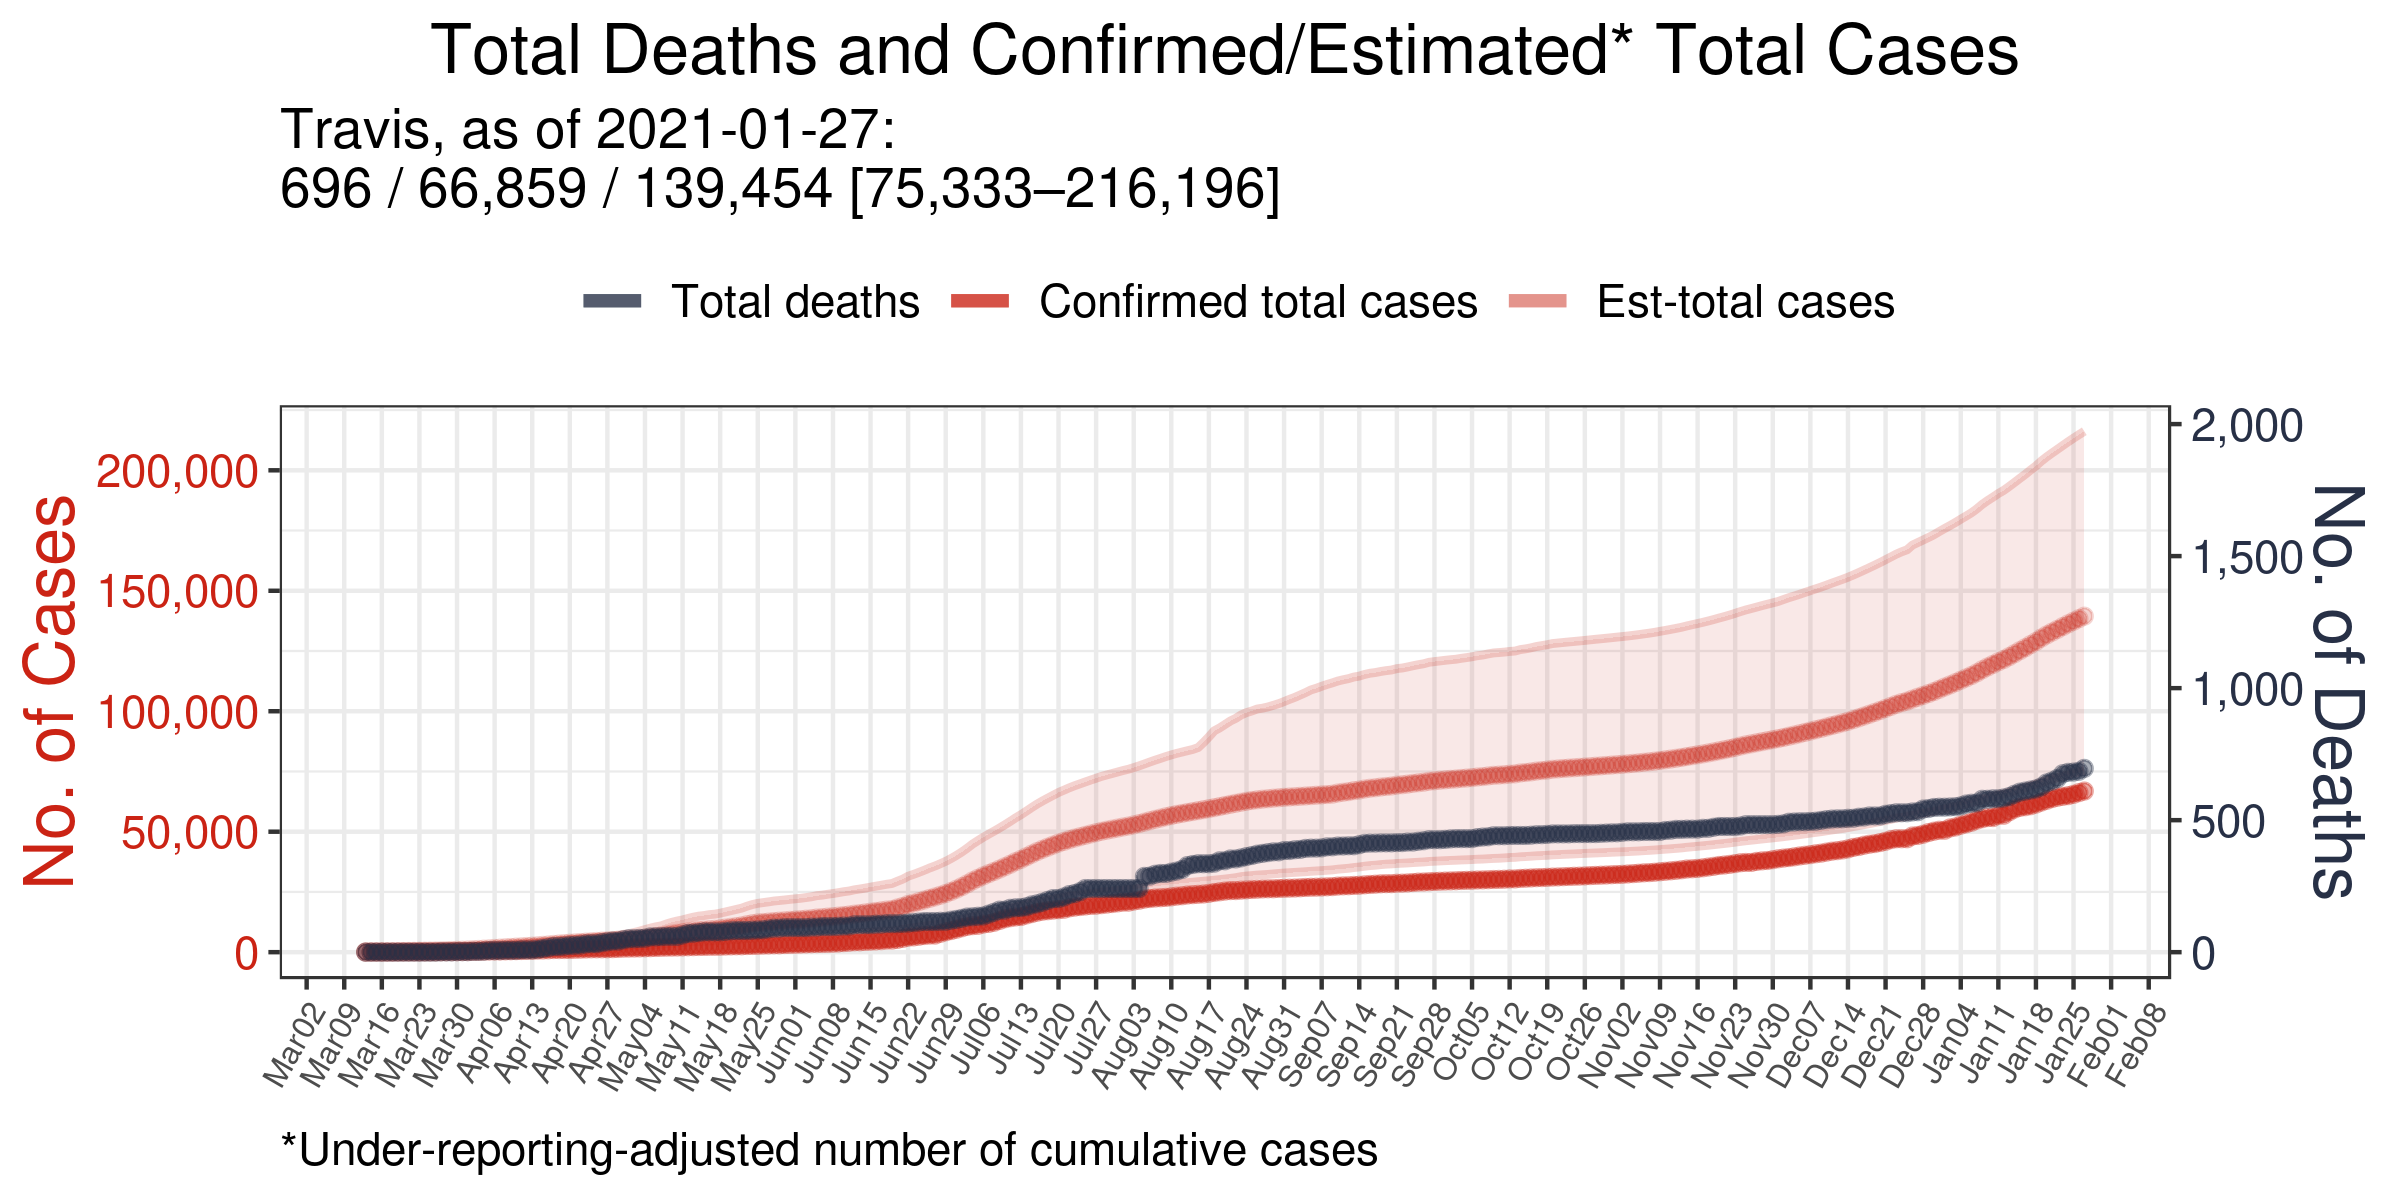 Total Deaths and Confirmed/Estimated* Total Cases
Travis, as of 2021-01-27:
696 / 66,859 / 139,454 [75,333–216,196]
Total deaths
Confirmed total cases
Est-total cases
No. of Cases
200,000
150,000
100,000
50,000
0
2,000
1,500
1,000
500
0
No. of Deaths
Mar02
Mar09
Mar16
Mar23
Mar30
Apr06
Apr13
Apr20
Apr27
May04
May11
May18
May25
Jun01
Jun08
Jun15
Jun22
Jun29
Jul06
Jul13
Jul20
Jul27
Aug03
Aug10
Aug17
Aug24
Aug31
Sep07
Sep14
Sep21
Sep28
Oct05
Oct12
Oct19
Oct26
Nov02
Nov09
Nov16
Nov23
Nov30
Dec07
Dec14
Dec21
Dec28
Jan04
Jan11
Jan18
Jan25
Feb01
Feb08
*Under-reporting-adjusted number of cumulative cases